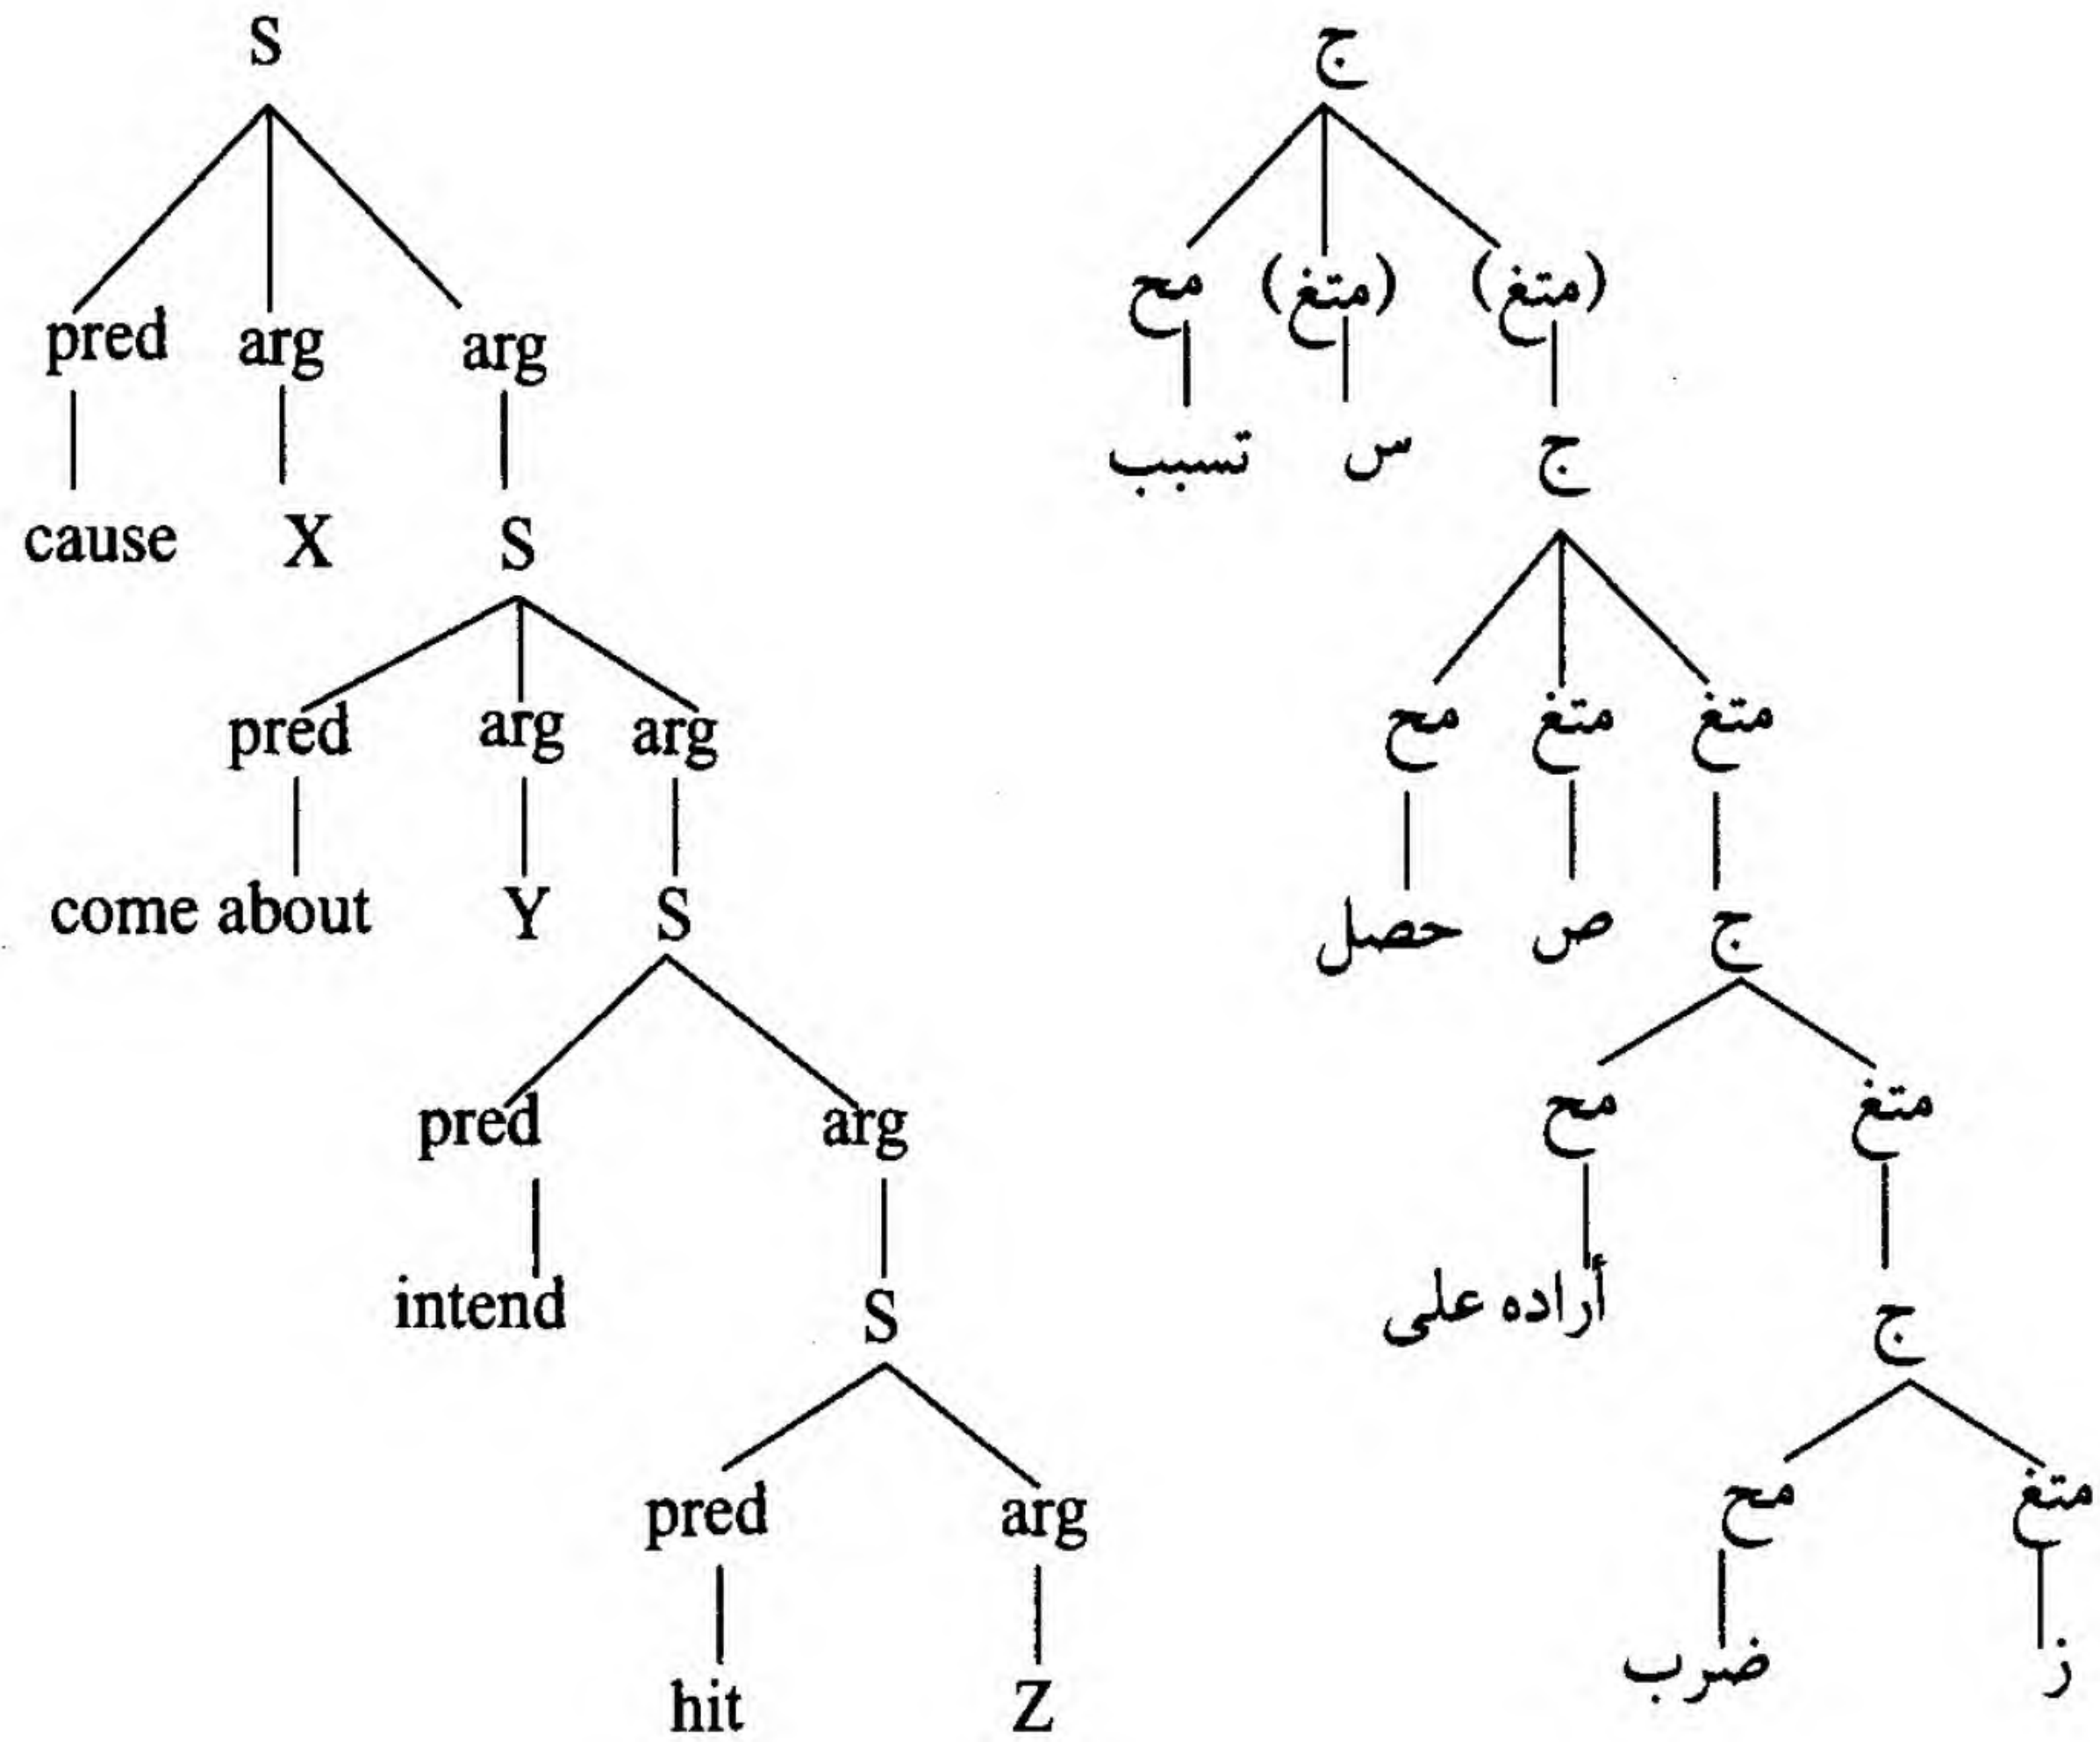 S
pred arg arg
cause X S
pred arg arg
come about Y S
pred arg
intend S
pred arg
hit Z
ج
مح (متغ) (متغ)
تسبب س ج
مح متغ متغ
حصل ص ج
مح متغ
أراده على ج
مح متغ
ضرب ز